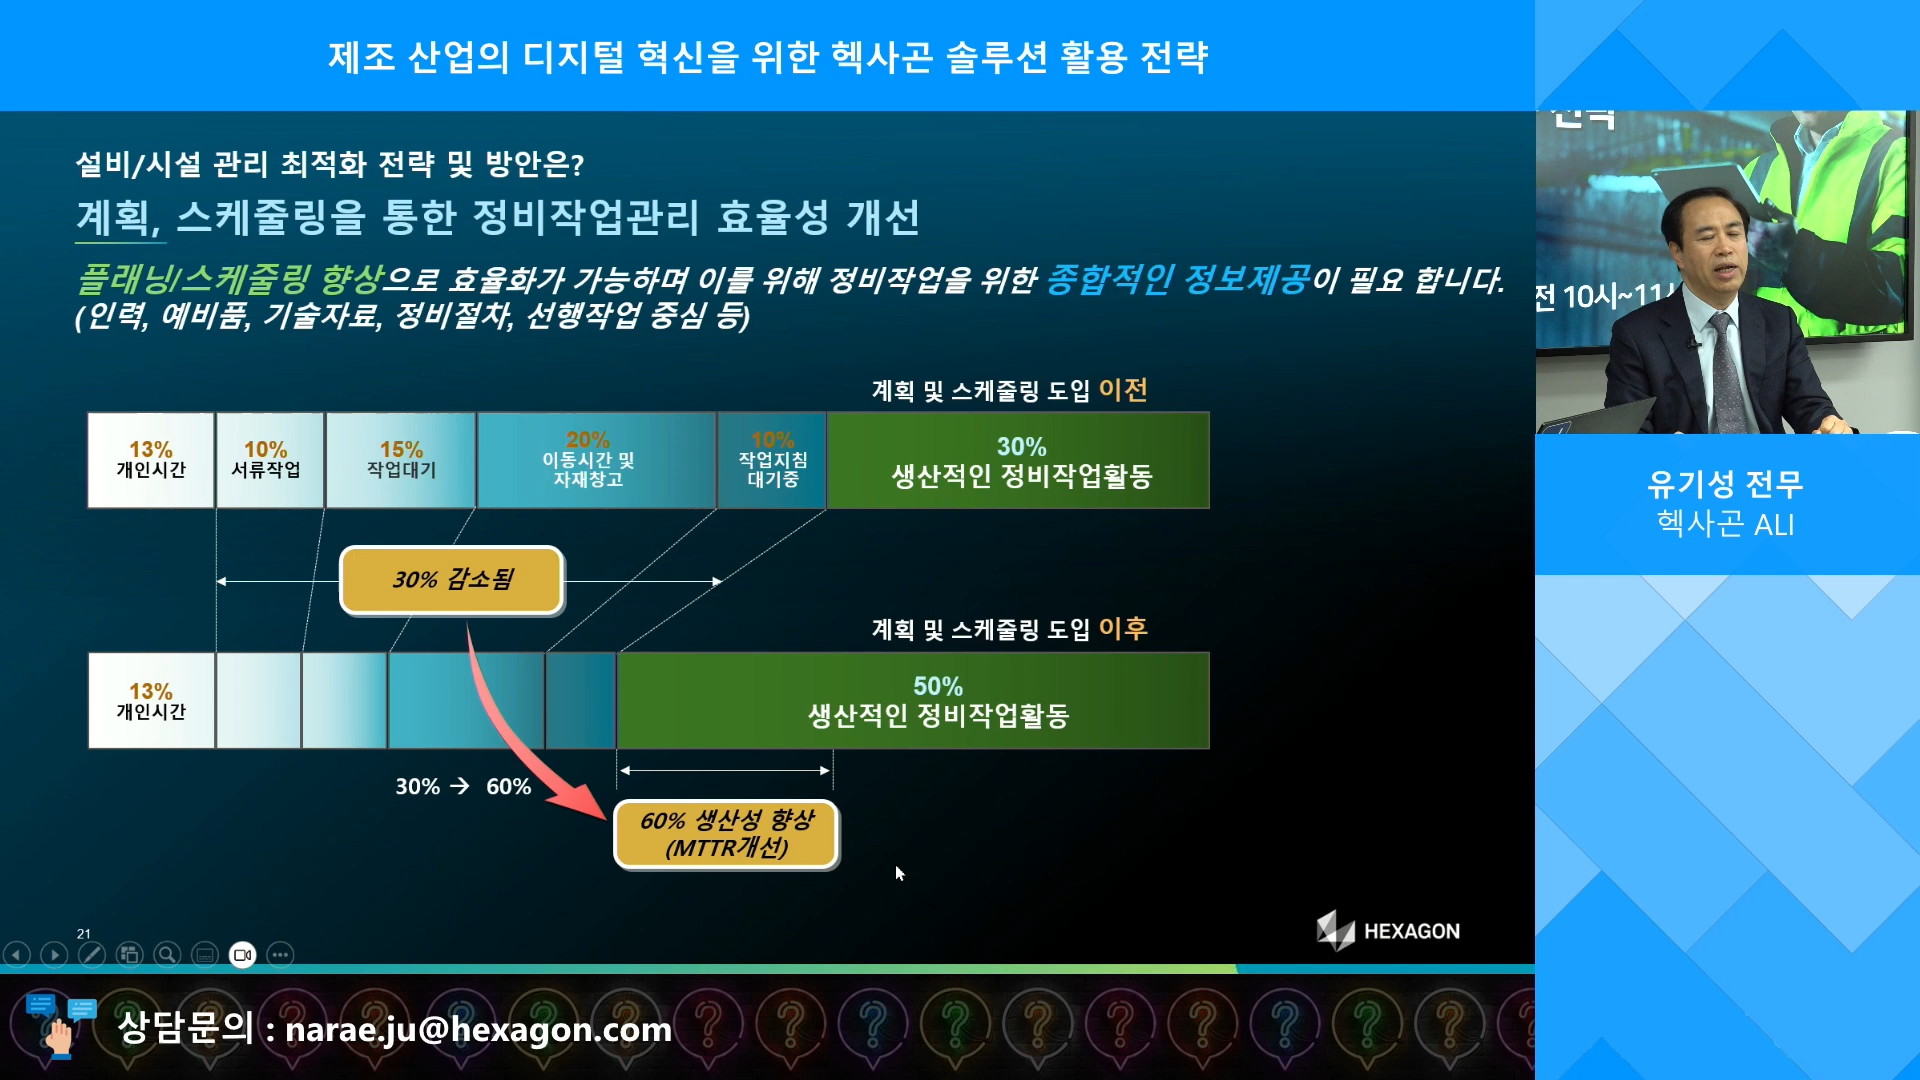 제조 산업의 디지털 혁신을 위한 헥사곤 솔루션 활용 전략
설비/시설 관리 최적화 전략 및 방안은?
계획, 스케줄링을 통한 정비작업관리 효율성 개선
플래닝/스케줄링 향상으로 효율화가 가능하며 이를 위해 정비작업을 위한 종합적인 정보제공이 필요 합니다.
(인력, 예비품, 기술자료, 정비절차, 선행작업 중심 등)
계획 및 스케줄링 도입 이전
13%
개인시간
10%
서류작업
15%
작업대기
20%
이동시간 및
자재창고
10%
작업지침
대기중
30%
생산적인 정비작업활동
30% 감소됨
계획 및 스케줄링 도입 이후
13%
개인시간
50%
생산적인 정비작업활동
30% → 60%
60% 생산성 향상
(MTTR개선)
21
HEXAGON
상담문의 : narae.ju@hexagon.com
전 10시~11시
유기성 전무
헥사곤 ALI